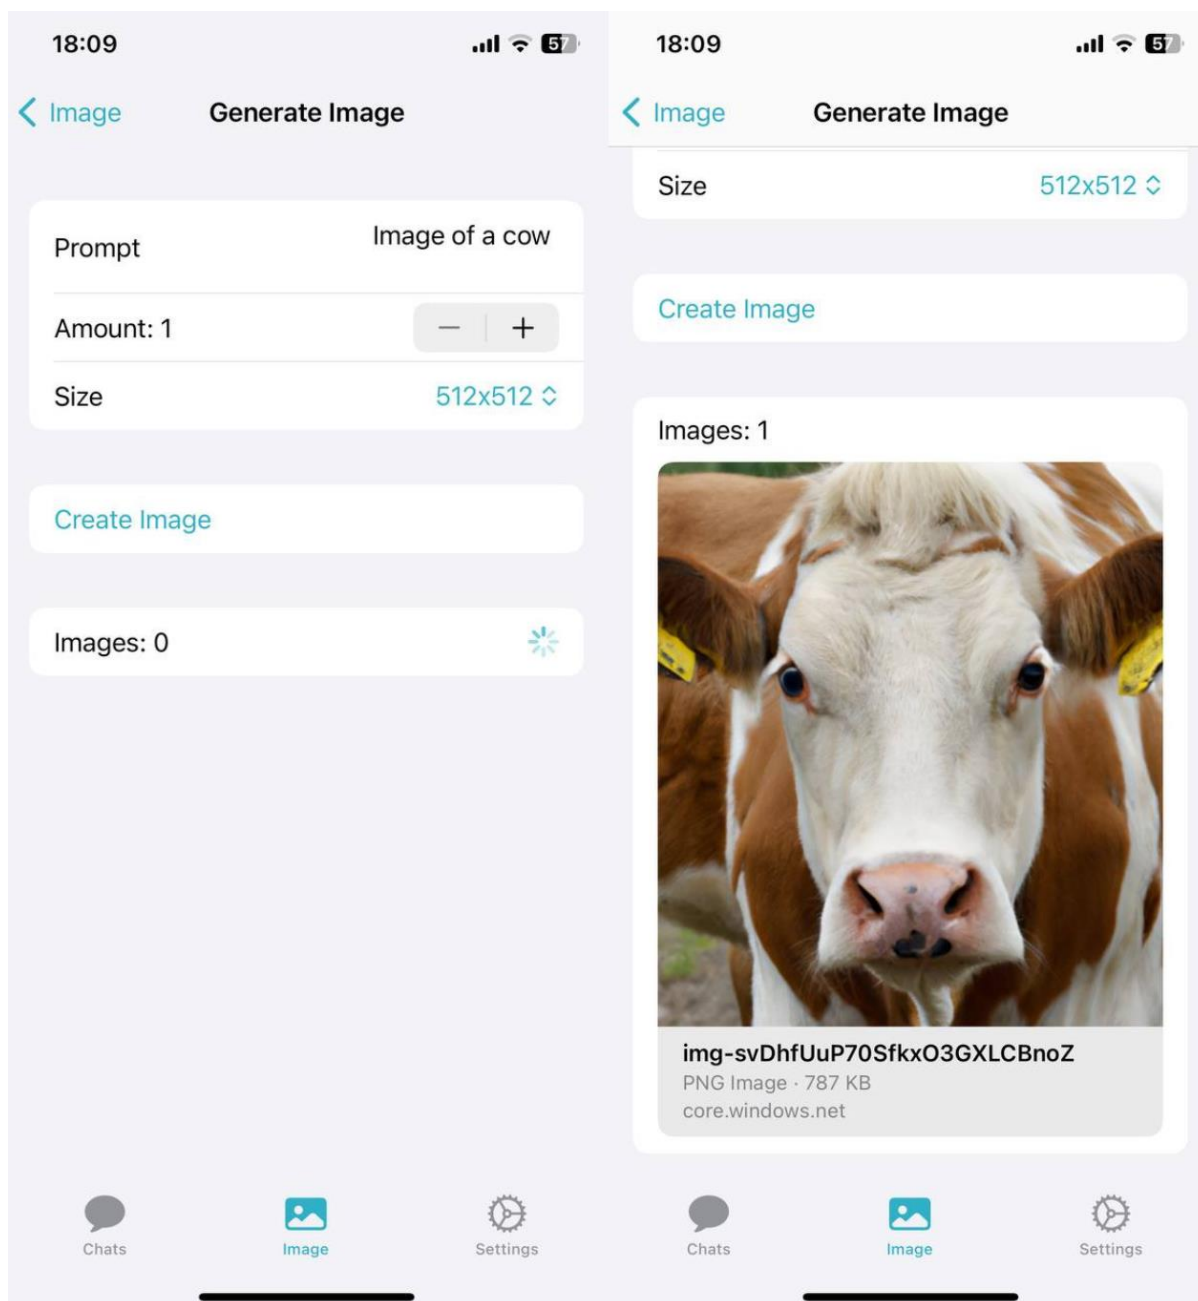 18:09
57
Image
Generate Image
Prompt
Image of a cow
Amount: 1
Size
512x512
Create Image
Images: 0
Chats
Image
Settings
18:09
57
Image
Generate Image
Size
512x512
Create Image
Images: 1
img-svDhfUuP70SfkxO3GXLCBnoZ
PNG Image · 787 KB
core.windows.net
Chats
Image
Settings